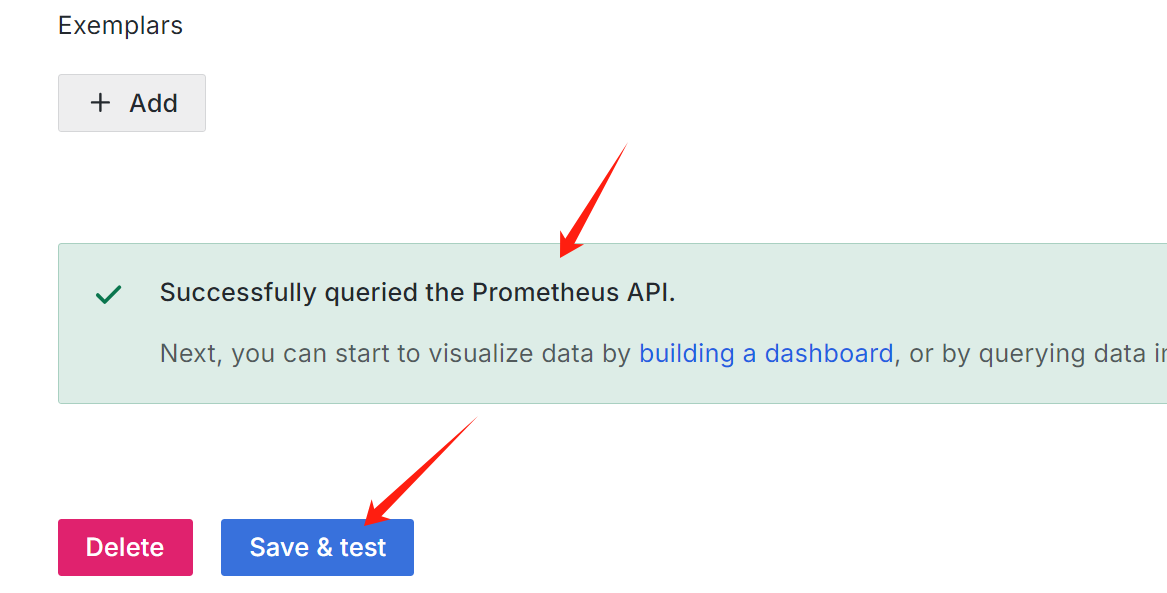 Exemplars
+ Add
Successfully queried the Prometheus API.
Next, you can start to visualize data by building a dashboard, or by querying data
Delete
Save & test